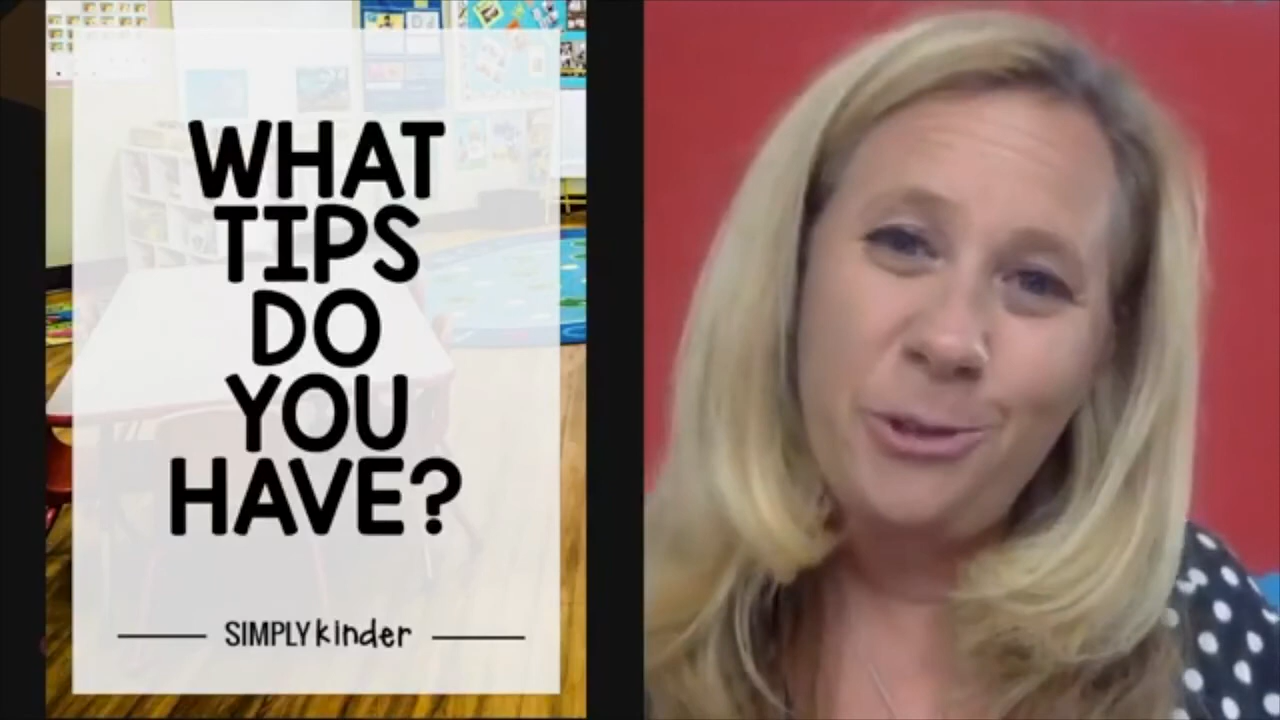 WHAT
TIPS
DO
YOU
HAVE?
SIMPLY kinder